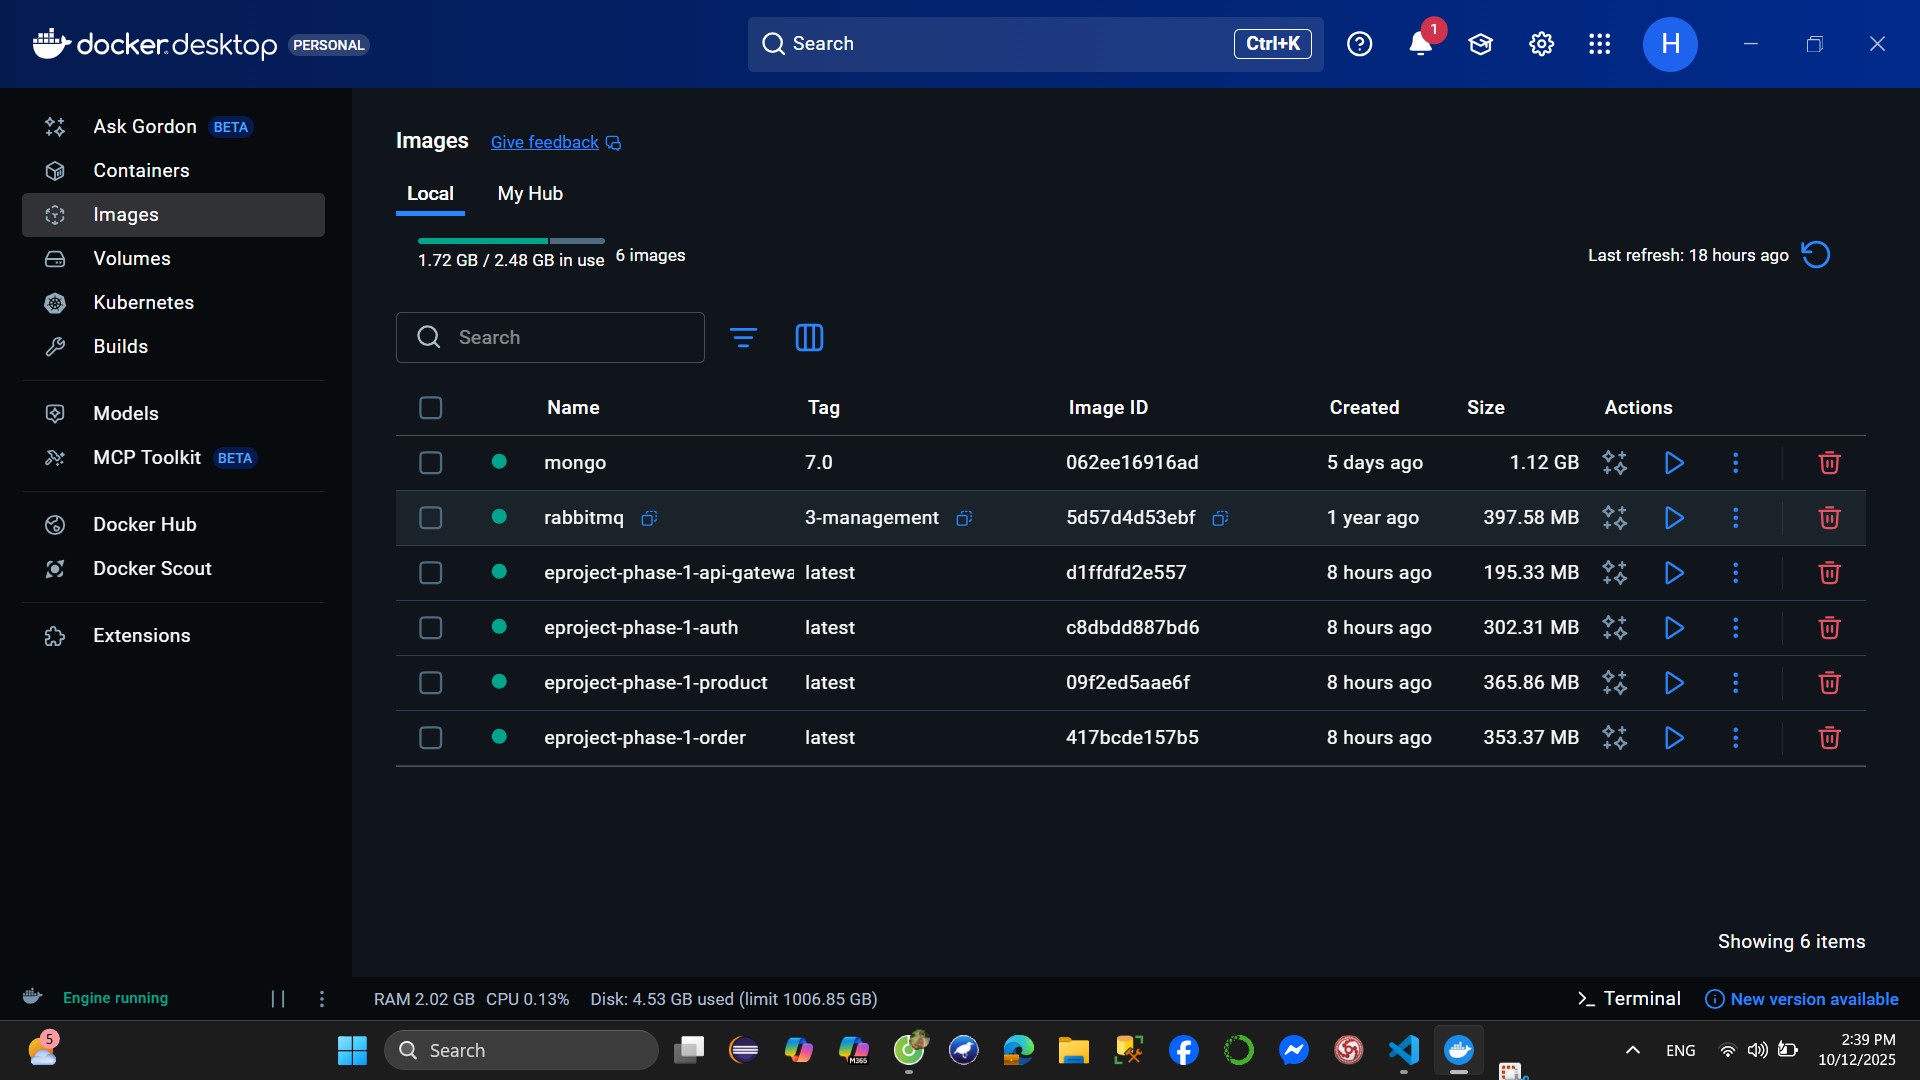 docker.desktop PERSONAL
Search Ctrl+K
1
H
Ask Gordon BETA
Containers
Images
Volumes
Kubernetes
Builds
Models
MCP Toolkit BETA
Docker Hub
Docker Scout
Extensions
Images Give feedback
Local My Hub
1.72 GB / 2.48 GB in use 6 images
Last refresh: 18 hours ago
Search
Name Tag Image ID Created Size Actions
mongo 7.0 062ee16916ad 5 days ago 1.12 GB
rabbitmq 3-management 5d57d4d53ebf 1 year ago 397.58 MB
eproject-phase-1-api-gatewa latest d1ffdfd2e557 8 hours ago 195.33 MB
eproject-phase-1-auth latest c8dbdd887bd6 8 hours ago 302.31 MB
eproject-phase-1-product latest 09f2ed5aae6f 8 hours ago 365.86 MB
eproject-phase-1-order latest 417bcde157b5 8 hours ago 353.37 MB
Showing 6 items
Engine running
RAM 2.02 GB CPU 0.13% Disk: 4.53 GB used (limit 1006.85 GB)
Terminal
New version available
5
Search
M365
ENG
2:39 PM
10/12/2025